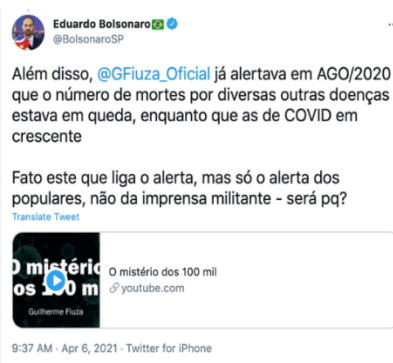 Eduardo Bolsonaro🇧🇷
@BolsonaroSP
Além disso, @GFiuza_Oficial já alertava em AGO/2020
que o número de mortes por diversas outras doenças
estava em queda, enquanto que as de COVID em
crescente
Fato este que liga o alerta, mas só o alerta dos
populares, não da imprensa militante - será pq?
Translate Tweet
O mistério
dos 100 m
Guilherme Fiuza
O mistério dos 100 mil
youtube.com
9:37 AM · Apr 6, 2021 · Twitter for iPhone